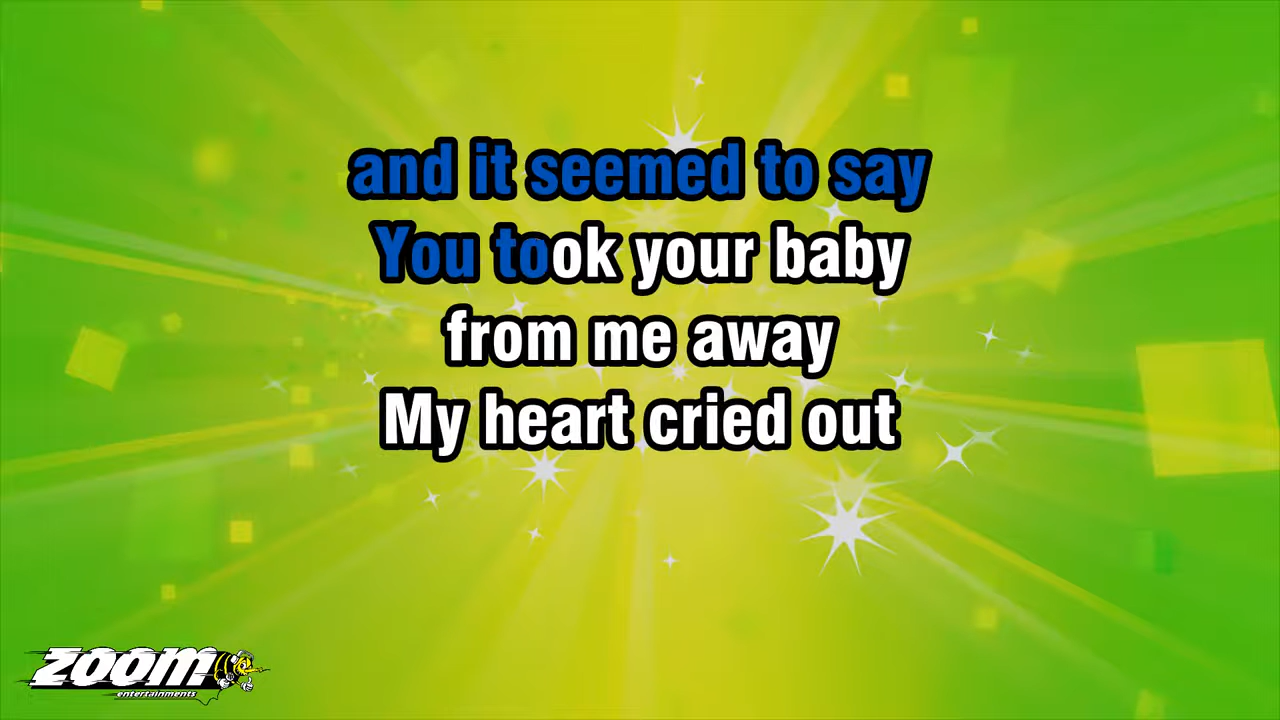 and it seemed to say
You took your baby
from me away
My heart cried out
zoom
entertainments